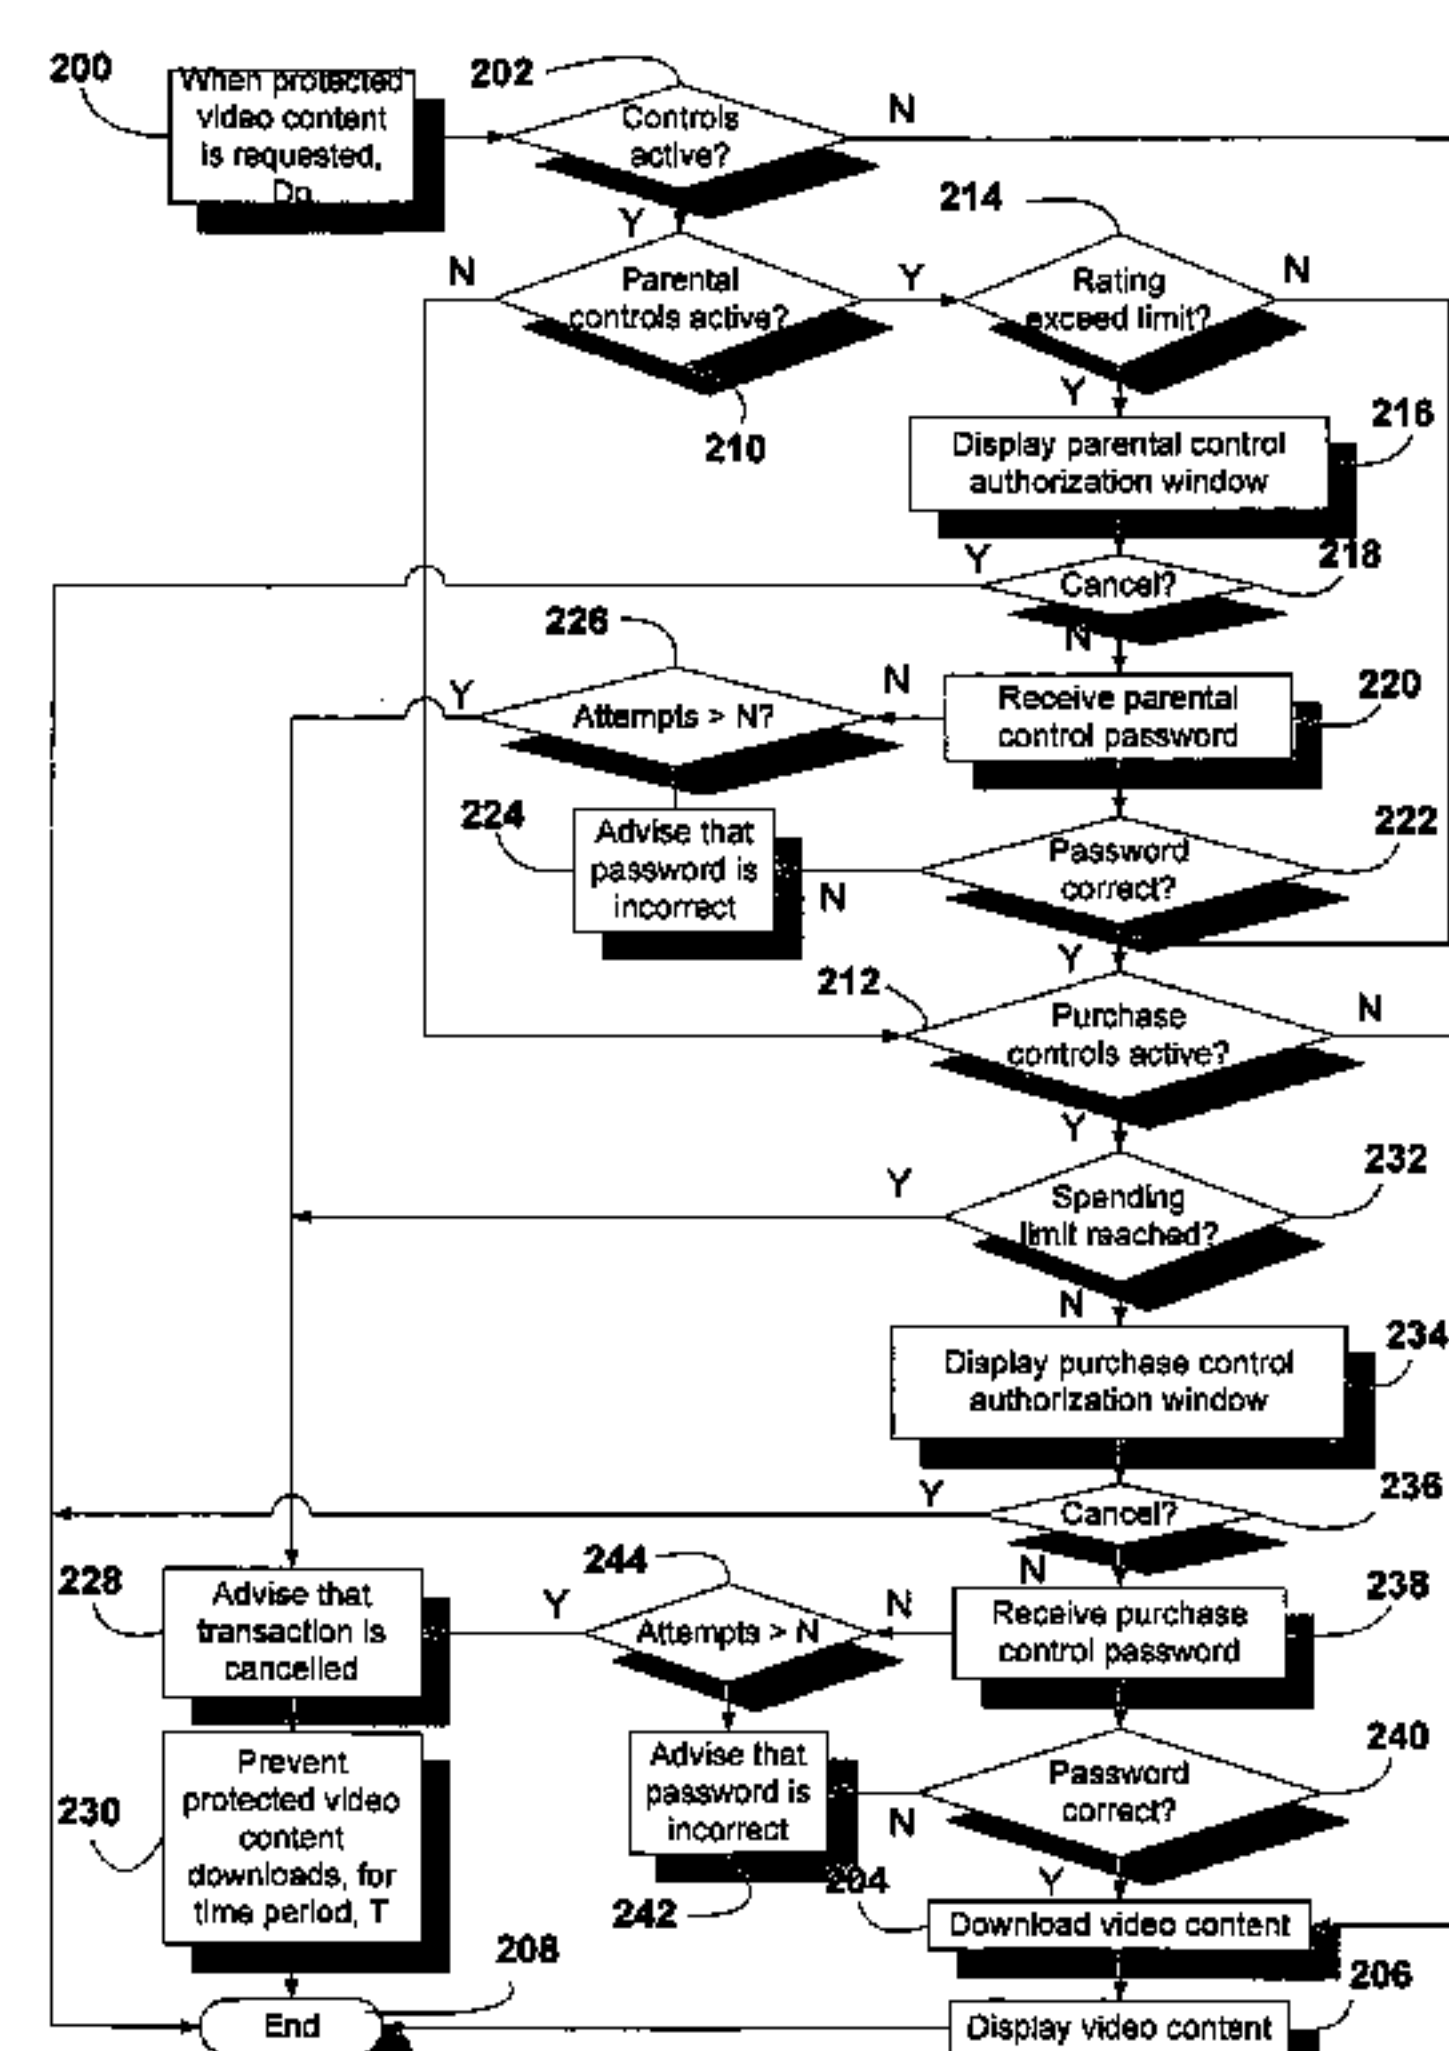 200
When protected
video content
is requested,
Do
202
Controls
active?
N
Y
214
N
Parental
controls active?
Y
Rating
exceed limit?
N
210
Y
216
Display parental control
authorization window
Y
218
Cancel?
N
226
Y
Attempts > N?
N
Receive parental
control password
220
224
Advise that
password is
incorrect
N
Password
correct?
222
Y
212
Purchase
controls active?
N
Y
232
Y
Spending
limit reached?
N
234
Display purchase control
authorization window
Y
236
Cancel?
N
228
Advise that
transaction is
cancelled
244
Y
Attempts > N
N
Receive purchase
control password
238
230
Prevent
protected video
content
downloads, for
time period, T
Advise that
password is
incorrect
242
N
Password
correct?
240
Y
204
Download video content
208
End
206
Display video content